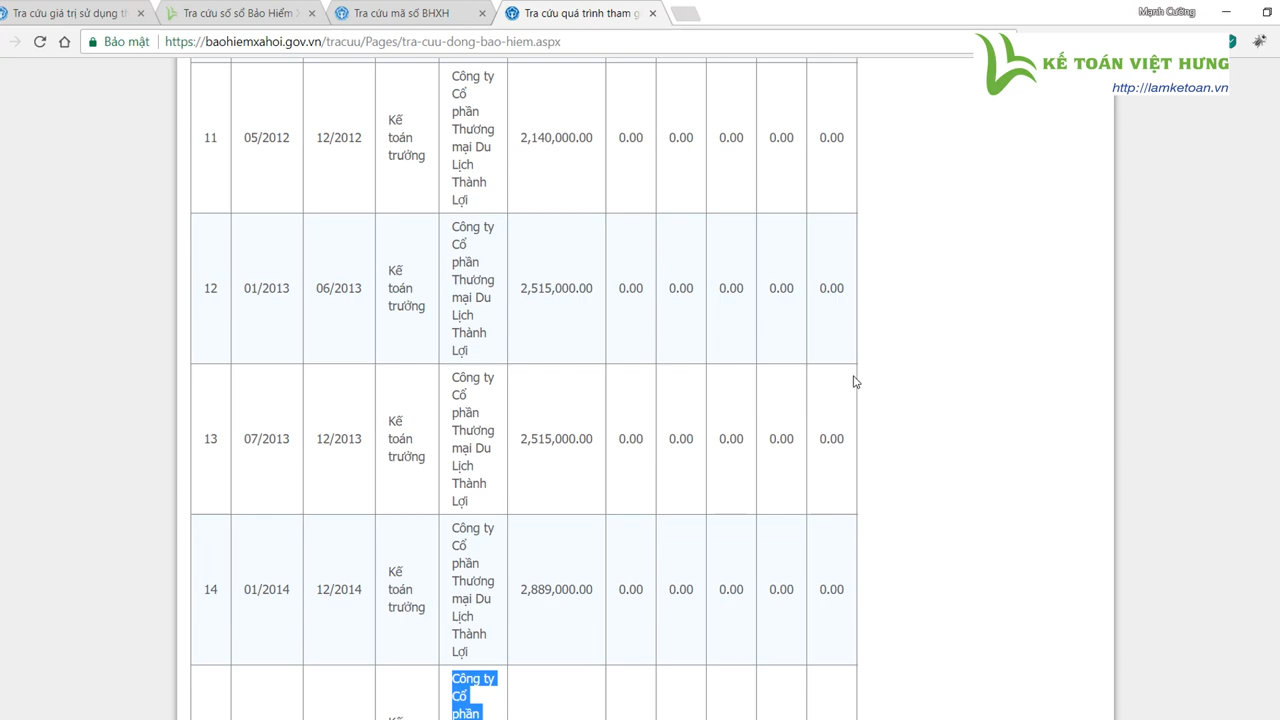 Tra cứu giá trị sử dụng t
Tra cứu số sổ Bảo Hiểm
Tra cứu mã số BHXH
Tra cứu quá trình tham g
Mạnh Cường
Bảo mật
https://baohiemxahoi.gov.vn/tracuu/Pages/tra-cuu-dong-bao-hiem.aspx
KẾ TOÁN VIỆT HƯNG
http://lamketoan.vn
11 05/2012 12/2012 Kế toán trưởng Công ty Cổ phần Thương mại Du Lịch Thành Lợi 2,140,000.00 0.00 0.00 0.00 0.00 0.00
12 01/2013 06/2013 Kế toán trưởng Công ty Cổ phần Thương mại Du Lịch Thành Lợi 2,515,000.00 0.00 0.00 0.00 0.00 0.00
13 07/2013 12/2013 Kế toán trưởng Công ty Cổ phần Thương mại Du Lịch Thành Lợi 2,515,000.00 0.00 0.00 0.00 0.00 0.00
14 01/2014 12/2014 Kế toán trưởng Công ty Cổ phần Thương mại Du Lịch Thành Lợi 2,889,000.00 0.00 0.00 0.00 0.00 0.00
Công ty
Cổ
phần